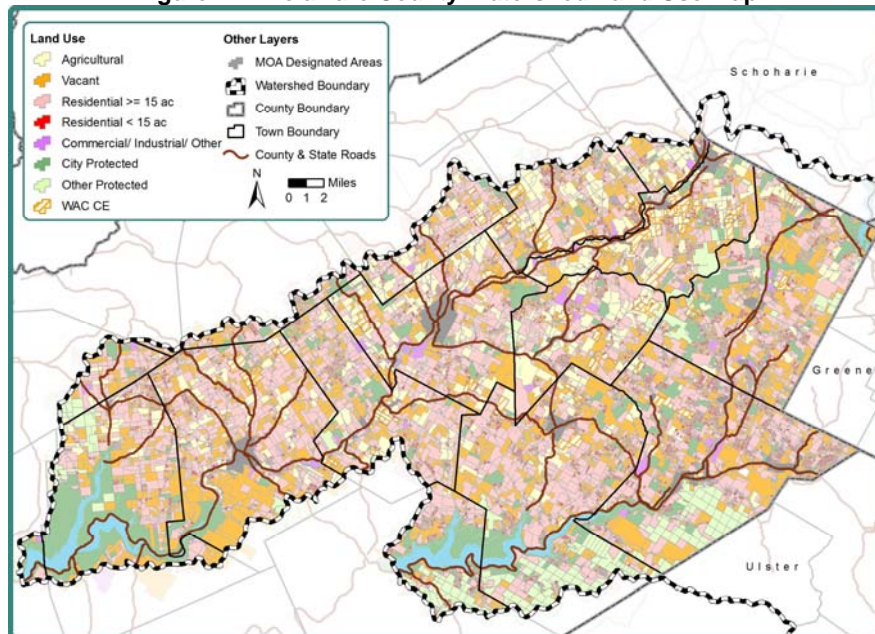 Land Use
Agricultural
Vacant
Residential >= 15 ac
Residential < 15 ac
Commercial/ Industrial/ Other
City Protected
Other Protected
WAC CE
Other Layers
MOA Designated Areas
Watershed Boundary
County Boundary
Town Boundary
County & State Roads
N
Miles
0 1 2
Schoharie
Greene
Ulster